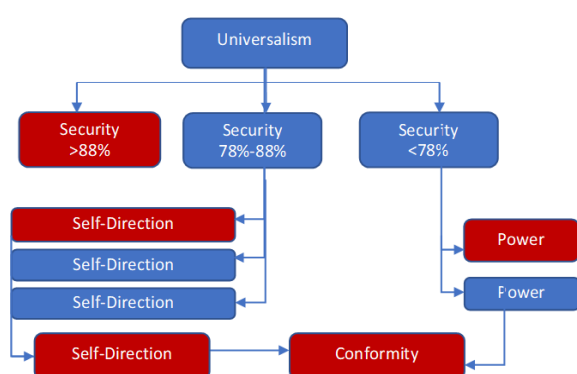 Universalism
Security
>88%
Security
78%-88%
Security
<78%
Self-Direction
Self-Direction
Self-Direction
Power
Power
Self-Direction
Conformity